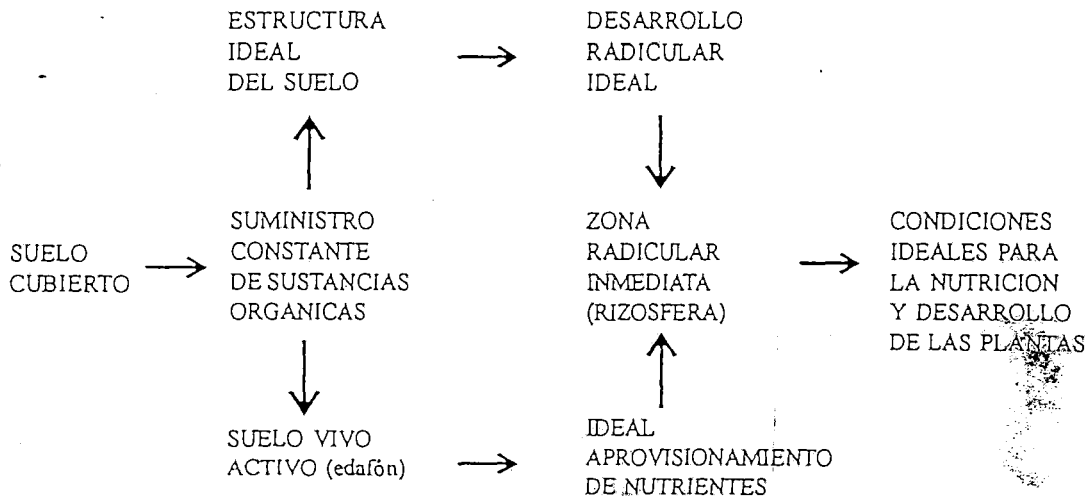 ESTRUCTURA
IDEAL
DEL SUELO
DESARROLLO
RADICULAR
IDEAL
SUELO
CUBIERTO
SUMINISTRO
CONSTANTE
DE SUSTANCIAS
ORGANICAS
ZONA
RADICULAR
INMEDIATA
(RIZOSFERA)
CONDICIONES
IDEALES PARA
LA NUTRICION
Y DESARROLLO
DE LAS PLANTAS
SUELO VIVO
ACTIVO (edafón)
IDEAL
APROVISIONAMIENTO
DE NUTRIENTES